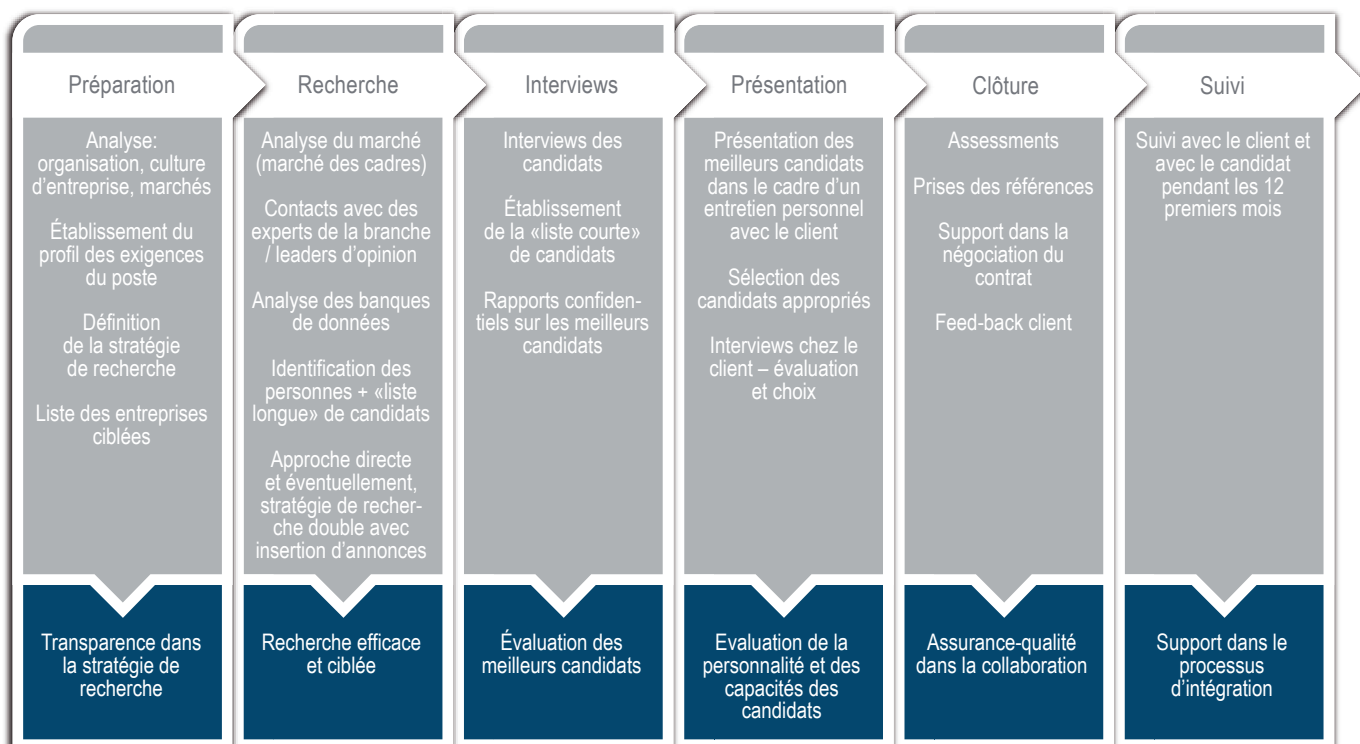 Préparation
Analyse:
organisation, culture
d'entreprise, marchés
Établissement du
profil des exigences
du poste
Définition
de la stratégie
de recherche
Liste des entreprises
ciblées
Transparence dans
la stratégie de
recherche
Recherche
Analyse du marché
(marché des cadres)
Contacts avec des
experts de la branche
/ leaders d'opinion
Analyse des banques
de données
Identification des
personnes + «liste
longue» de candidats
Approche directe
et éventuellement,
stratégie de recher-
che double avec
insertion d'annonces
Recherche efficace
et ciblée
Interviews
Interviews des
candidats
Établissement
de la «liste courte»
de candidats
Rapports confiden-
tiels sur les meilleurs
candidats
Évaluation des
meilleurs candidats
Présentation
Présentation des
meilleurs candidats
dans le cadre d'un
entretien personnel
avec le client
Sélection des
candidats appropriés
Interviews chez le
client – évaluation
et choix
Evaluation de la
personnalité et des
capacités des
candidats
Clôture
Assessments
Prises des références
Support dans la
négociation du
contrat
Feed-back client
Assurance-qualité
dans la collaboration
Suivi
Suivi avec le client et
avec le candidat
pendant les 12
premiers mois
Support dans le
processus
d'intégration